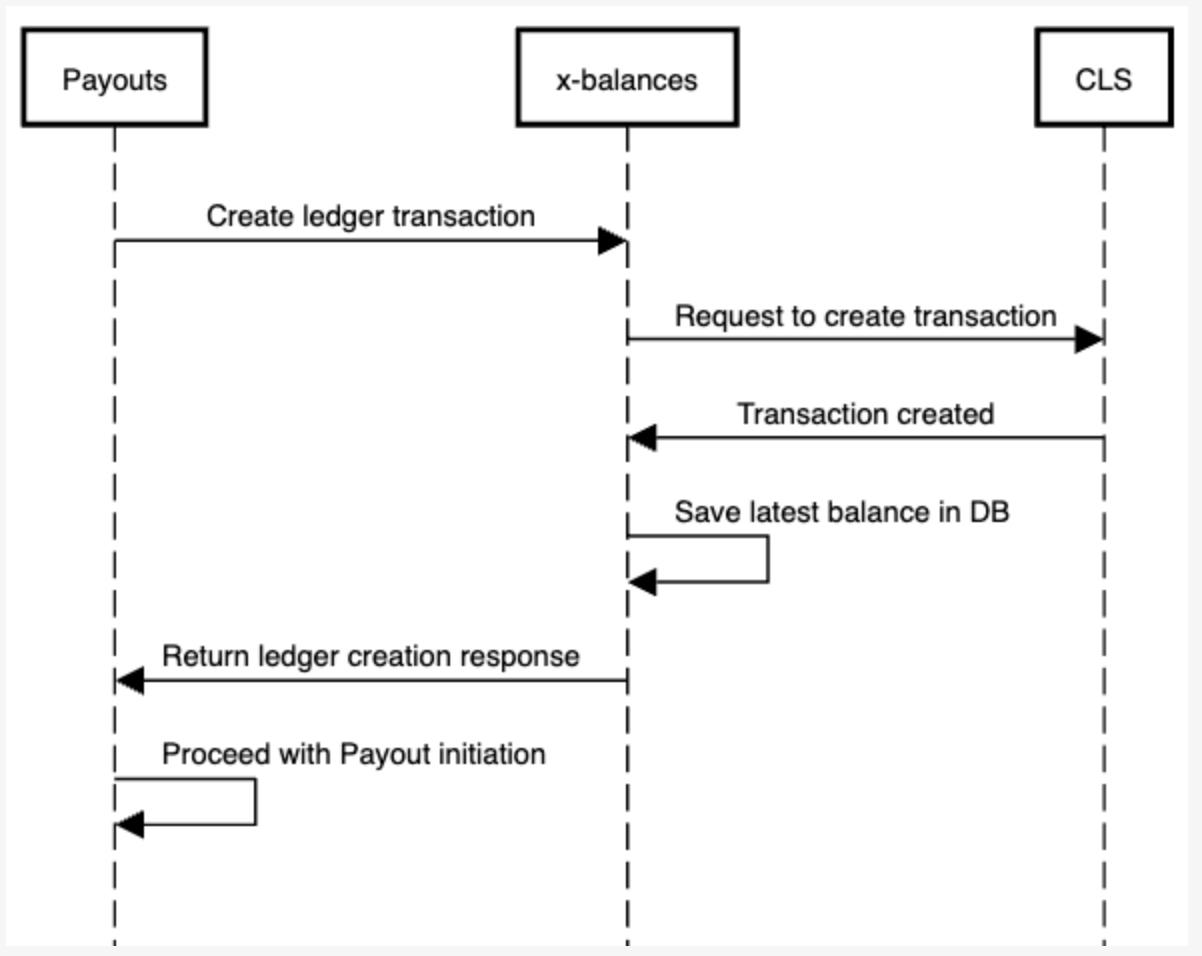 Payouts
x-balances
CLS
Create ledger transaction
Request to create transaction
Transaction created
Save latest balance in DB
Return ledger creation response
Proceed with Payout initiation